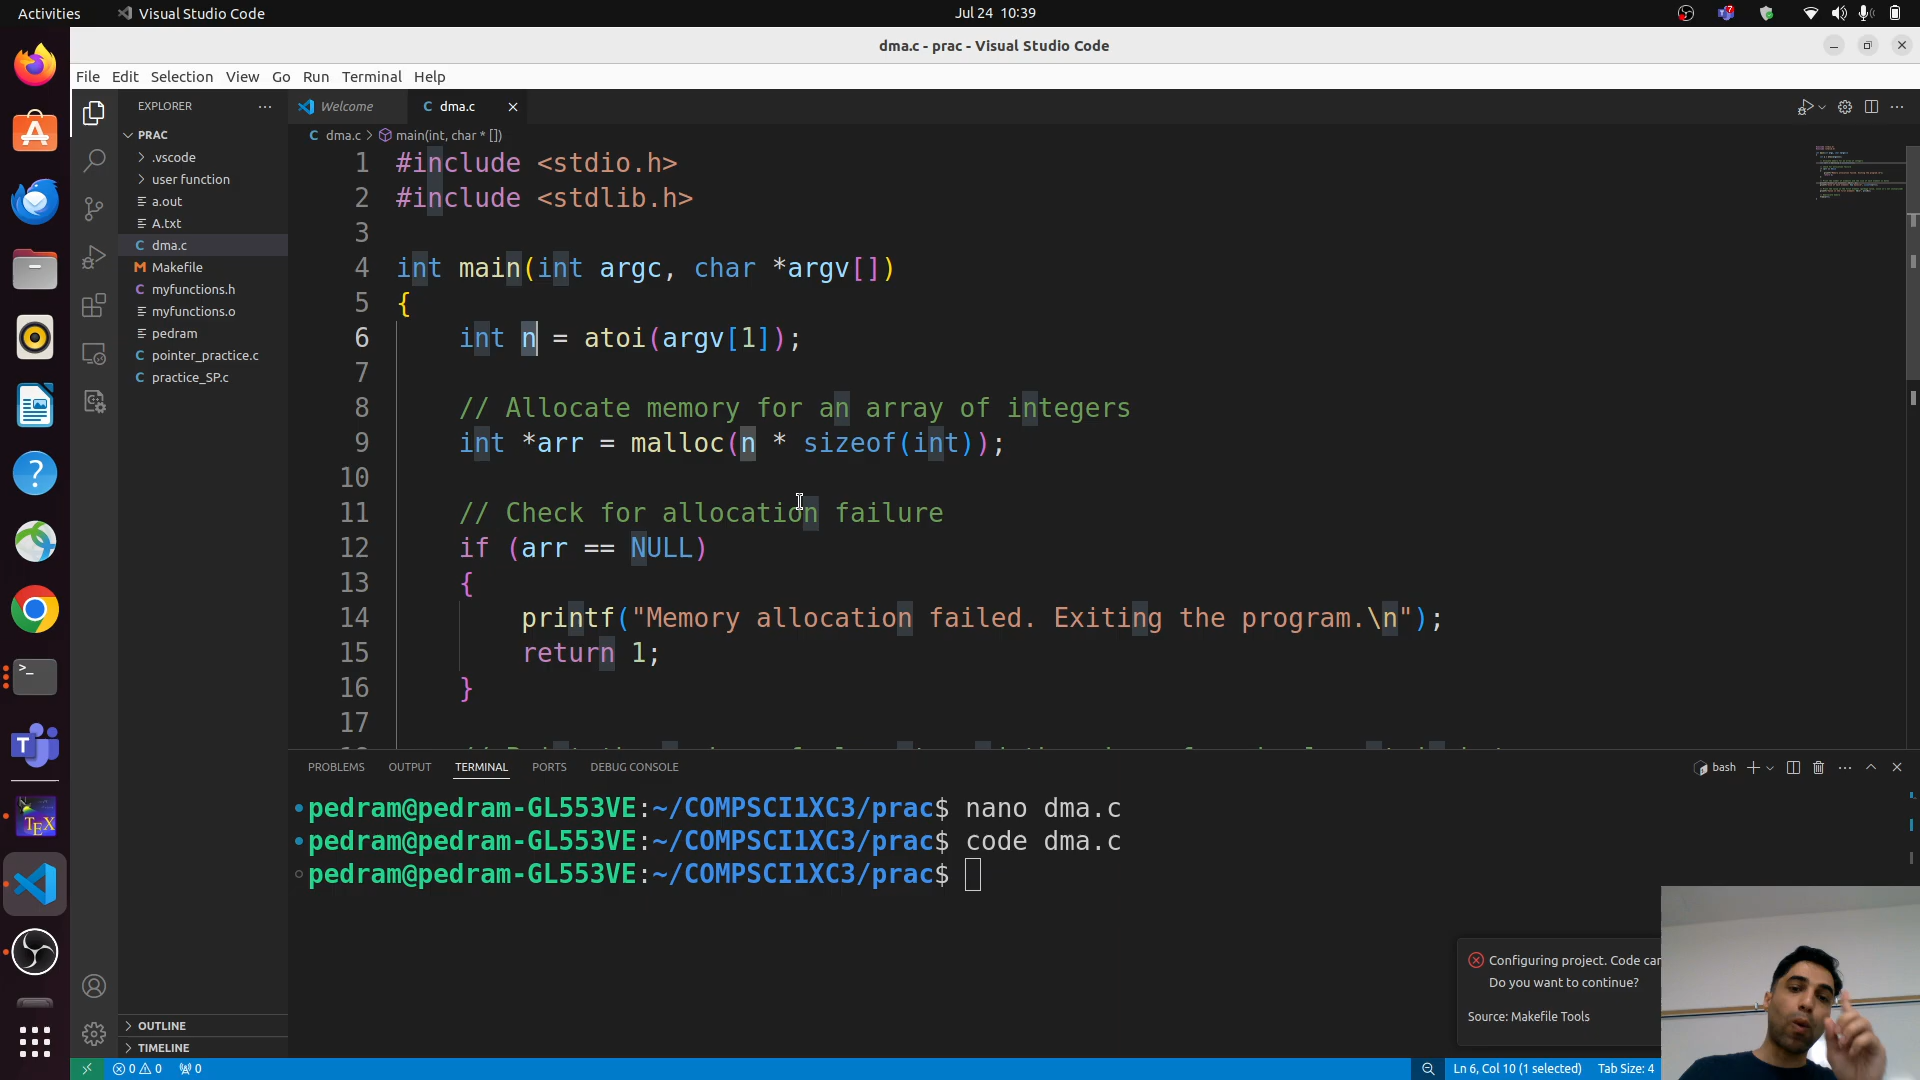 Activities
Visual Studio Code
Jul 24 10:39
dma.c - prac - Visual Studio Code
File Edit Selection View Go Run Terminal Help
EXPLORER
PRAC
.vscode
user function
a.out
A.txt
dma.c
Makefile
myfunctions.h
myfunctions.o
pedram
pointer_practice.c
practice_SP.c
OUTLINE
TIMELINE
Welcome
dma.c
dma.c > main(int, char * [])
1 #include <stdio.h>
2 #include <stdlib.h>
3
4 int main(int argc, char *argv[])
5 {
6 int n = atoi(argv[1]);
7
8 // Allocate memory for an array of integers
9 int *arr = malloc(n * sizeof(int));
10
11 // Check for allocation failure
12 if (arr == NULL)
13 {
14 printf("Memory allocation failed. Exiting the program.\n");
15 return 1;
16 }
17
PROBLEMS OUTPUT TERMINAL PORTS DEBUG CONSOLE
bash
pedram@pedram-GL553VE:~/COMPSCI1XC3/prac$ nano dma.c
pedram@pedram-GL553VE:~/COMPSCI1XC3/prac$ code dma.c
pedram@pedram-GL553VE:~/COMPSCI1XC3/prac$
Configuring project. Code
Do you want to continue?
Source: Makefile Tools
0 0 0
Ln 6, Col 10 (1 selected) Tab Size: 4